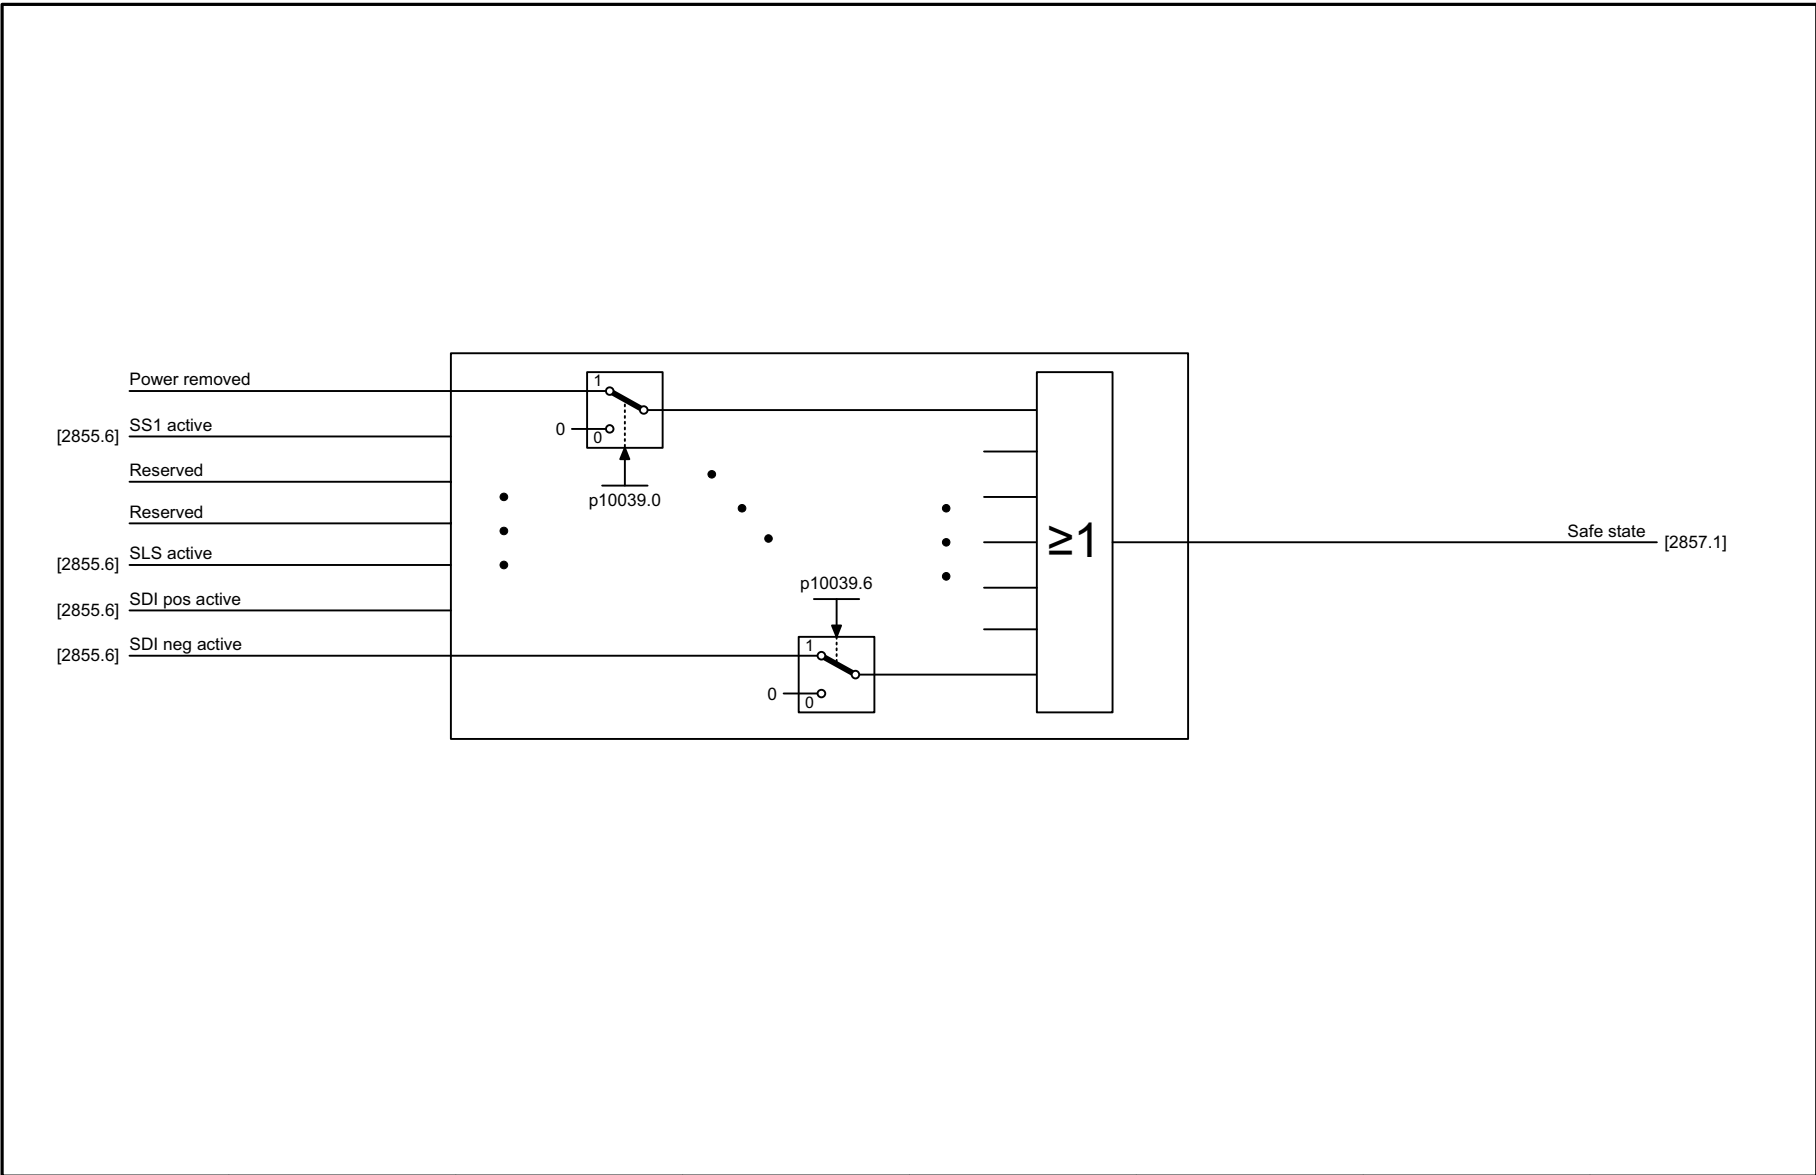 Power removed
[2855.6] SS1 active
Reserved
Reserved
[2855.6] SLS active
[2855.6] SDI pos active
[2855.6] SDI neg active
1
0 0
p10039.0
p10039.6
1
0 0
≥1
Safe state [2857.1]